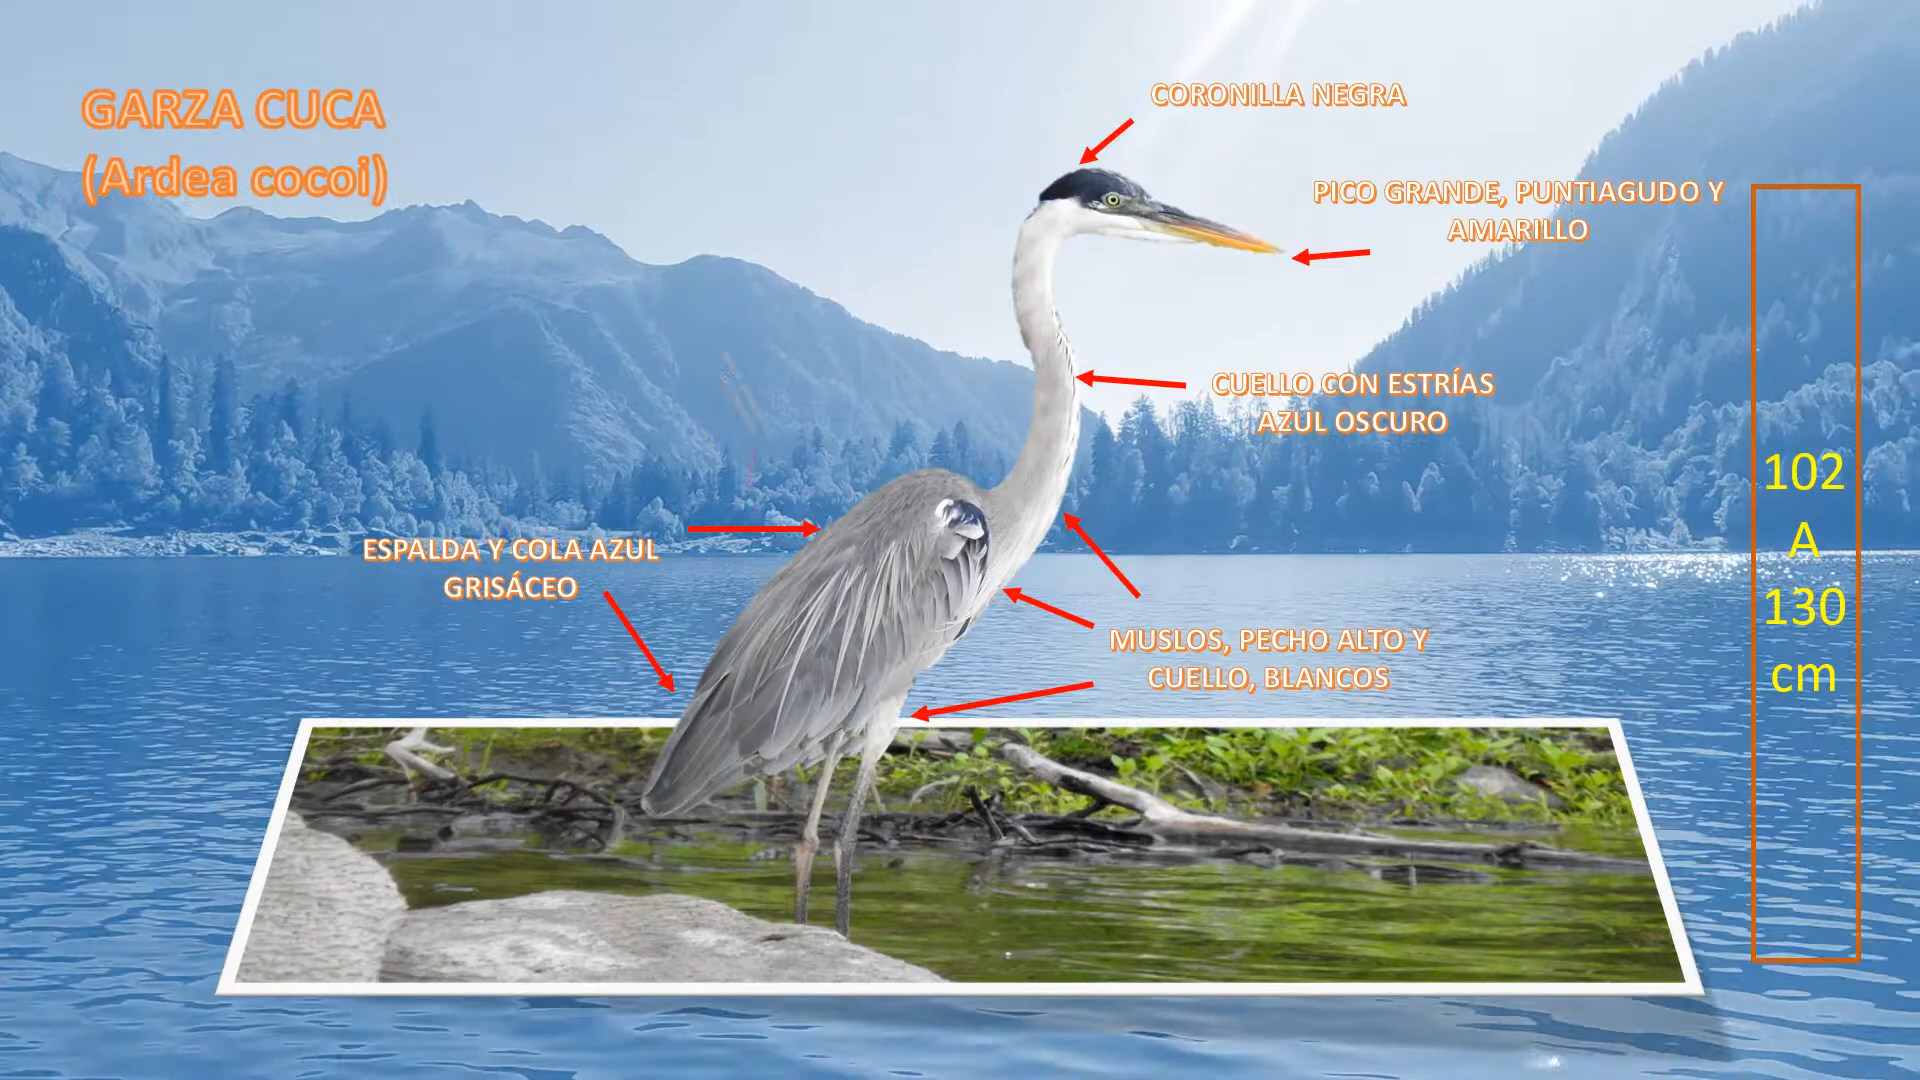 GARZA CUCA
(Ardea cocoi)
CORONILLA NEGRA
PICO GRANDE, PUNTIAGUDO Y
AMARILLO
CUELLO CON ESTRÍAS
AZUL OSCURO
ESPALDA Y COLA AZUL
GRISÁCEO
MUSLOS, PECHO ALTO Y
CUELLO, BLANCOS
102
A
130
cm